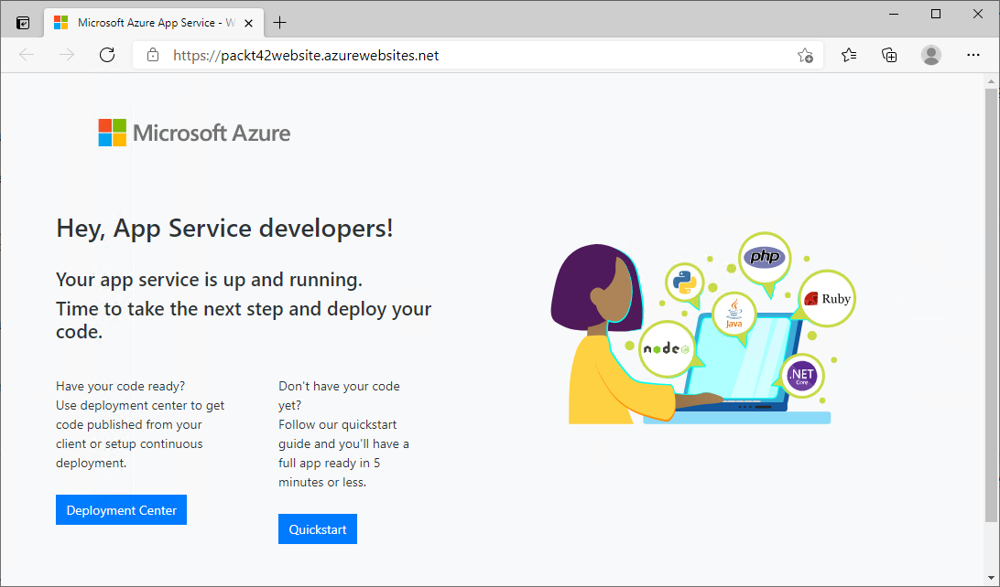 Microsoft Azure App Service - W
https://packt42website.azurewebsites.net
Microsoft Azure
Hey, App Service developers!
Your app service is up and running.
Time to take the next step and deploy your
code.
Have your code ready?
Use deployment center to get
code published from your
client or setup continuous
deployment.
Deployment Center
Don't have your code
yet?
Follow our quickstart
guide and you'll have a
full app ready in 5
minutes or less.
Quickstart
php
Ruby
Java
node
.NET
Core